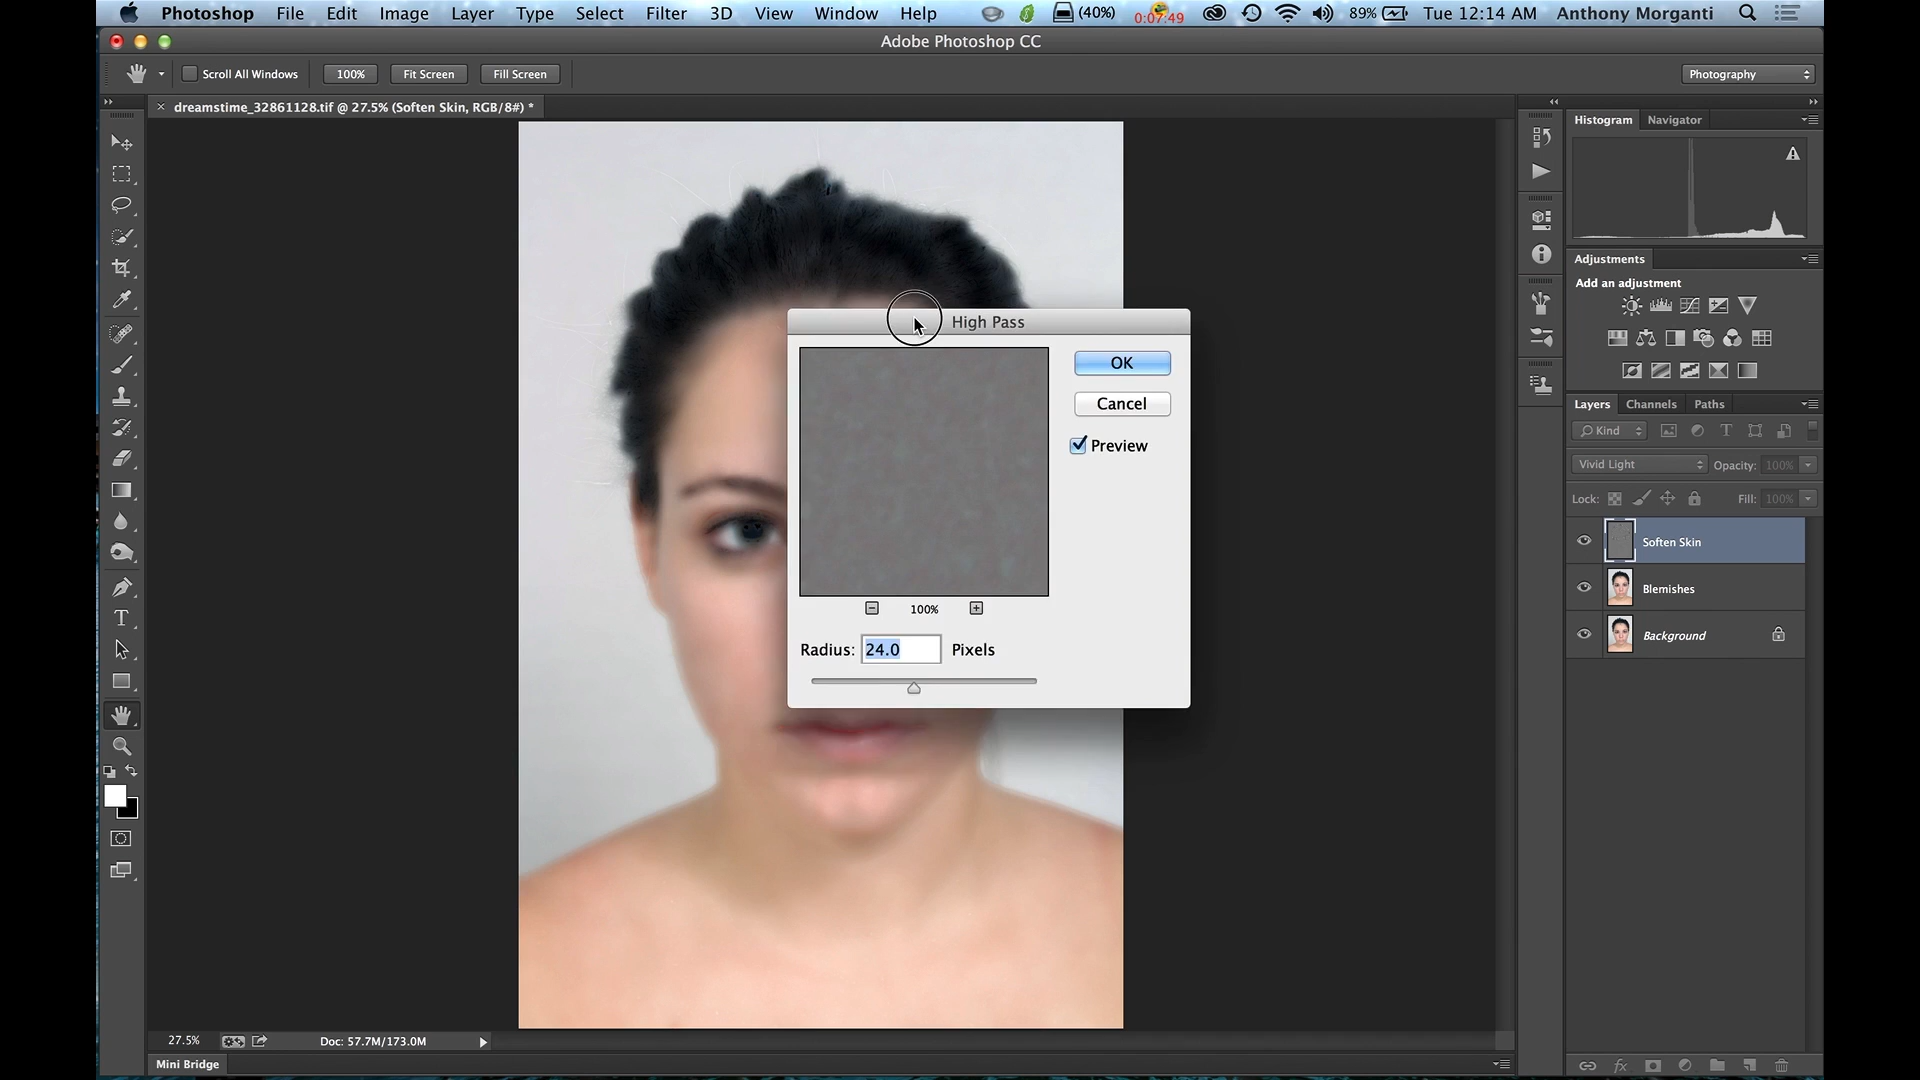 Photoshop File Edit Image Layer Type Select Filter 3D View Window Help (40%) 0:07:49 89% Tue 12:14 AM Anthony Morganti
Adobe Photoshop CC
Scroll All Windows 100% Fit Screen Fill Screen Photography
dreamstime_32861128.tif @ 27.5% (Soften Skin, RGB/8#) *
Histogram Navigator
Adjustments
Add an adjustment
High Pass
OK
Cancel
Preview
100%
Radius: 24.0 Pixels
Layers Channels Paths
Kind
Vivid Light Opacity: 100%
Lock: Fill: 100%
Soften Skin
Blemishes
Background
27.5% Doc: 57.7M/173.0M
Mini Bridge